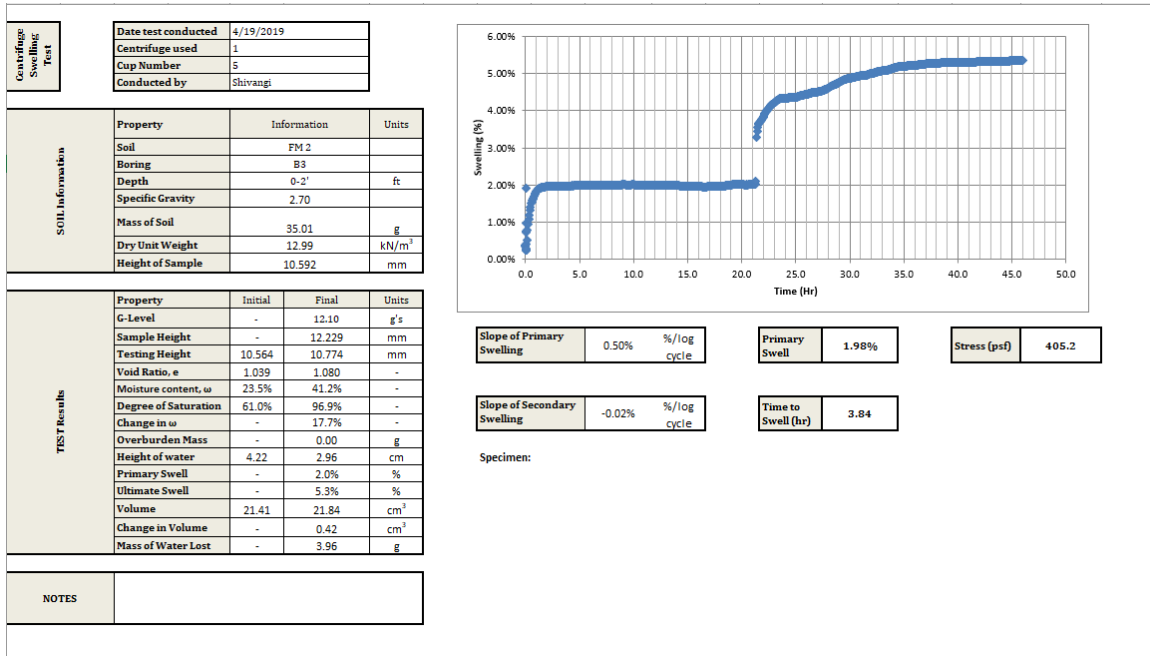 Centrifuge
Swelling
Test
Date test conducted 4/19/2019
Centrifuge used 1
Cup Number 5
Conducted by Shivangi
SOIL Information
Property Information Units
Soil FM 2
Boring B3
Depth 0-2' ft
Specific Gravity 2.70
Mass of Soil 35.01 g
Dry Unit Weight 12.99 kN/m³
Height of Sample 10.592 mm
TEST Results
Property Initial Final Units
G-Level - 12.10 g's
Sample Height - 12.229 mm
Testing Height 10.564 10.774 mm
Void Ratio, e 1.039 1.080 -
Moisture content, ω 23.5% 41.2% -
Degree of Saturation 61.0% 96.9% -
Change in ω - 17.7% -
Overburden Mass - 0.00 g
Height of water 4.22 2.96 cm
Primary Swell - 2.0% %
Ultimate Swell - 5.3% %
Volume 21.41 21.84 cm³
Change in Volume - 0.42 cm³
Mass of Water Lost - 3.96 g
NOTES
6.00%
5.00%
4.00%
3.00%
2.00%
1.00%
0.00%
Swelling (%)
0.0 5.0 10.0 15.0 20.0 25.0 30.0 35.0 40.0 45.0 50.0
Time (Hr)
Slope of Primary
Swelling 0.50% %/log
cycle
Primary
Swell 1.98%
Stress (psf) 405.2
Slope of Secondary
Swelling -0.02% %/log
cycle
Time to
Swell (hr) 3.84
Specimen: